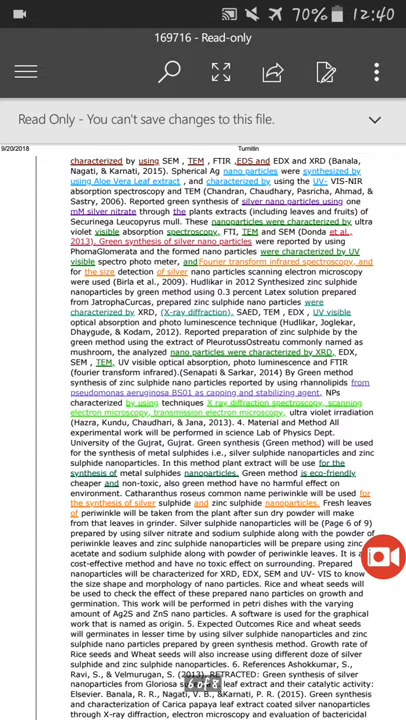 70% 12:40
169716 - Read-only
Read Only - You can't save changes to this file.
9/20/2018 Turnitin
characterized by using SEM , TEM , FTIR ,EDS and EDX and XRD (Banala,
Nagati, & Karnati, 2015). Spherical Ag nano particles were synthesized by
using Aloe Vera Leaf extract , and characterized by using the UV- VIS-NIR
absorption spectroscopy and TEM (Chandran, Chaudhary, Pasricha, Ahmad, &
Sastry, 2006). Reported green synthesis of silver nano particles using one
mM silver nitrate through the plants extracts (including leaves and fruits) of
Securinega Leucopyrus mull. These nanoparticles were characterized by ultra
violet visible absorption spectroscopy, FTI, TEM and SEM (Donda et al.,
2013). Green synthesis of silver nano particles were reported by using
PhomaGlomerata and the formed nano particles were characterized by UV
visible spectro photo meter, and Fourier transform infrared spectroscopy, and
for the size detection of silver nano particles scanning electron microscopy
were used (Birla et al., 2009). Hudlikar in 2012 Synthesized zinc sulphide
nanoparticles by green method using 0.3 percent Latex solution prepared
from JatrophaCurcas, prepared zinc sulphide nano particles were
characterized by XRD, (X-ray diffraction), SAED, TEM, EDX , UV visible
optical absorption and photo luminescence technique (Hudlikar, Joglekar,
Dhaygude, & Kodam, 2012). Reported preparation of zinc sulphide by the
green method using the extract of PleurotussOstreatu commonly named as
mushroom, the analyzed nano particles were characterized by XRD, EDX,
SEM , TEM, UV visible optical absorption, photo luminescence and FTIR
(fourier transform infrared).(Senapati & Sarkar, 2014) By Green method
synthesis of zinc sulphide nano particles reported by using rhannolipids from
pseudomonas aeruginosa BS01 as capping and stabilizing agent. NPs
characterized by using techniques X ray diffraction spectroscopy, scanning
electron microscopy, transmission electron microscopy, ultra violet irradiation
(Hazra, Kundu, Chaudhari, & Jana, 2013). 4. Material and Method All
experimental work will be performed in science Lab of Physics Dept.
University of the Gujrat, Gujrat. Green synthesis (Green method) will be used
for the synthesis of metal sulphides i.e., silver sulphide nanoparticles and zinc
sulphide nanoparticles. In this method plant extract will be use for the
synthesis of metal sulphides nanoparticles. Green method is eco-friendly
cheaper and non-toxic, also green method have no harmful effect on
environment. Catharanthus roseus common name periwinkle will be used for
the synthesis of silver sulphide and zinc sulphide nanoparticles. Fresh leaves
of periwinkle will be taken from the plant after sun dry powder will make
from that leaves in grinder. Silver sulphide nanoparticles will be (Page 6 of 9)
prepared by using silver nitrate and sodium sulphide along with the powder of
periwinkle leaves and zinc sulphide nanoparticles will be prepare using zinc
acetate and sodium sulphide along with powder of periwinkle leaves. It is a
cost-effective method and have no toxic effect on surrounding. Prepared
nanoparticles will be characterized for XRD, EDX, SEM and UV- VIS to know
the size shape and morphology of nano particles. Rice and wheat seeds will
be used to check the effect of these prepared nano particles on growth and
germination. This work will be performed in petri dishes with the varying
amount of Ag2S and ZnS nano particles. A software is used for the graphical
work that is named as origin. 5. Expected Outcomes Rice and wheat seeds
will germinates in lesser time by using silver sulphide nanoparticles and zinc
sulphide nano particles prepared by green synthesis method. Growth rate of
Rice seeds and Wheat seeds will also increase using different doze of silver
sulphide and zinc sulphide nano particles. 6. References Ashokkumar, S.,
Ravi, S., & Velmurugan, S. (2013). RETRACTED: Green synthesis of silver
nanoparticles from Gloriosa leaf extract and their catalytic activity:
Elsevier. Banala, R. R., Nagati, V. B., &Karnati, P. R. (2015). Green synthesis
and characterization of Carica papaya leaf extract coated silver nanoparticles
through X-ray diffraction, electron microscopy and evaluation of bactericidal